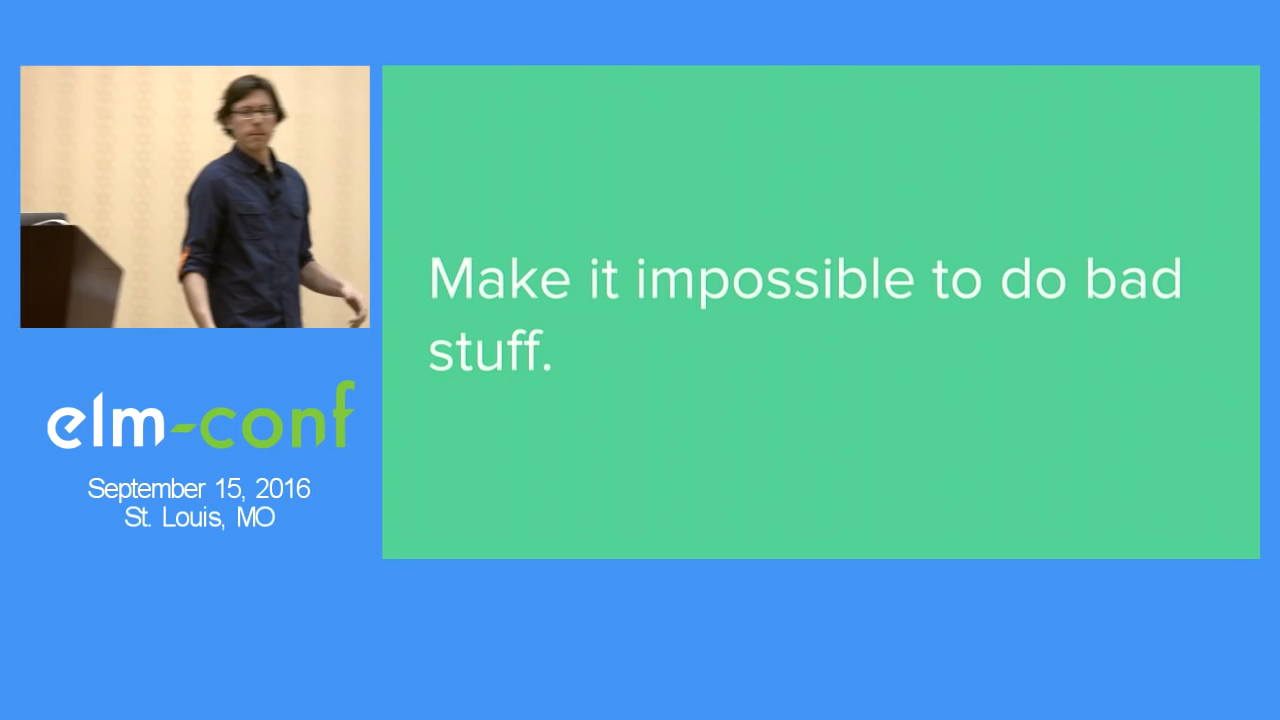 Make it impossible to do bad
stuff.
elm-conf
September 15, 2016
St. Louis, MO